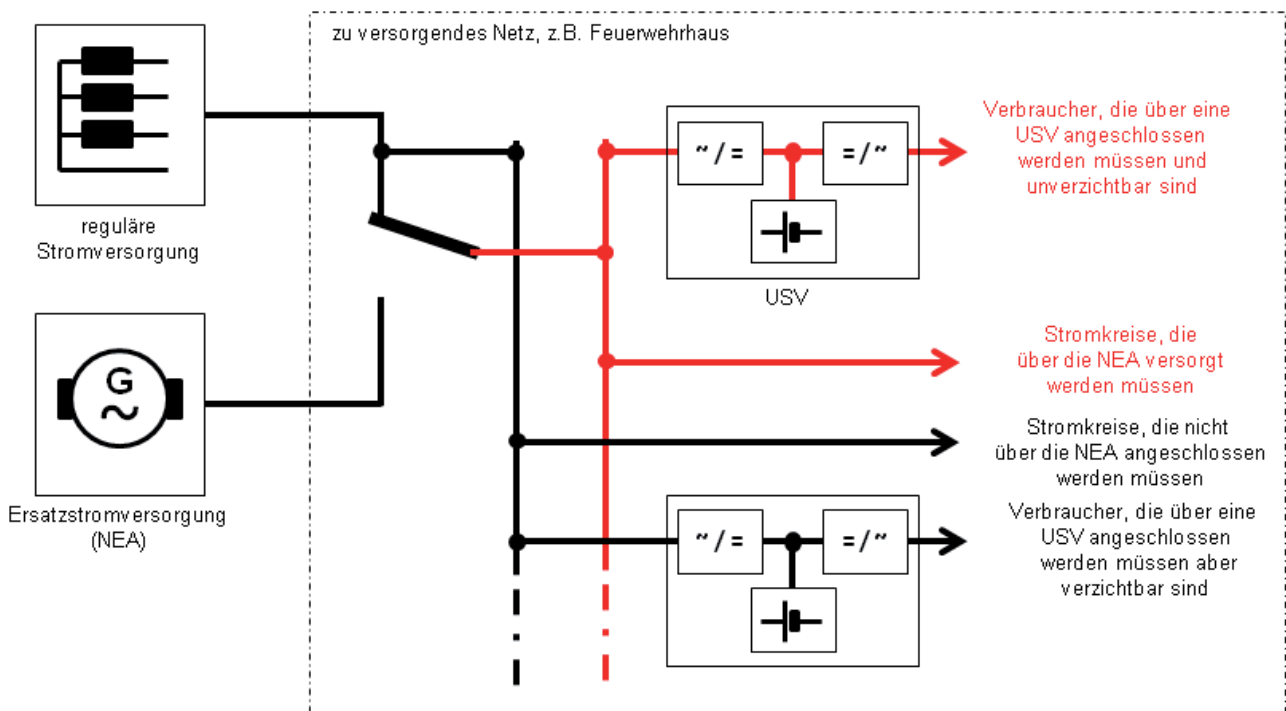 zu versorgendes Netz, z.B. Feuerwehrhaus
reguläre
Stromversorgung
G
~
Ersatzstromversorgung
(NEA)
~/=
=/~
USV
Verbraucher, die über eine
USV angeschlossen
werden müssen und
unverzichtbar sind
Stromkreise, die
über die NEA versorgt
werden müssen
Stromkreise, die nicht
über die NEA angeschlossen
werden müssen
~/=
=/~
Verbraucher, die über eine
USV angeschlossen
werden müssen aber
verzichtbar sind